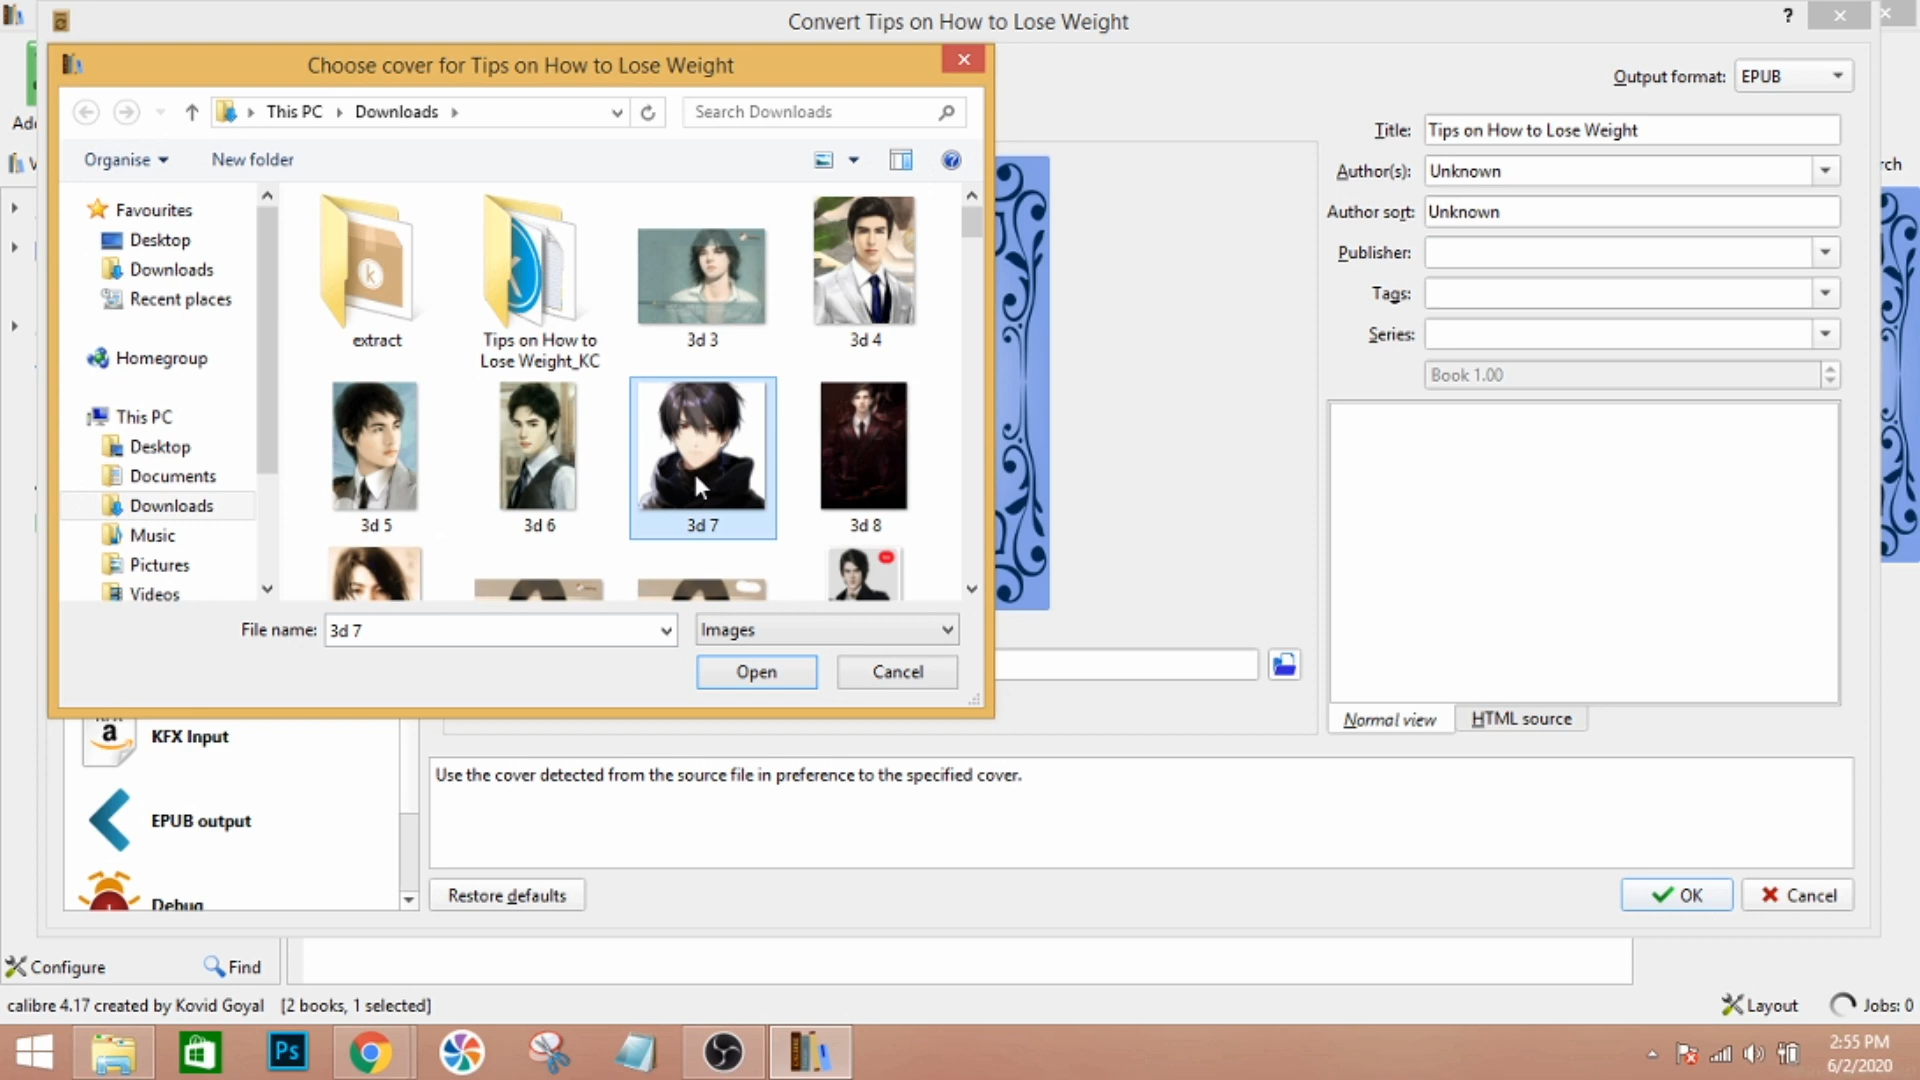 Convert Tips on How to Lose Weight
?
Choose cover for Tips on How to Lose Weight
This PC
Downloads
Search Downloads
Organise
New folder
Favourites
Desktop
Downloads
Recent places
Homegroup
This PC
Desktop
Documents
Downloads
Music
Pictures
Videos
extract
Tips on How to
Lose Weight_KC
3d 3
3d 4
3d 5
3d 6
3d 7
3d 8
File name:
3d 7
Images
Open
Cancel
Output format:
EPUB
Title:
Tips on How to Lose Weight
Author(s):
Unknown
Author sort:
Unknown
Publisher:
Tags:
Series:
Book 1.00
Normal view
HTML source
KFX Input
EPUB output
Debug
Use the cover detected from the source file in preference to the specified cover.
Restore defaults
OK
Cancel
Configure
Find
calibre 4.17 created by Kovid Goyal [2 books, 1 selected]
Layout
Jobs: 0
Ps
2:55 PM
6/2/2020